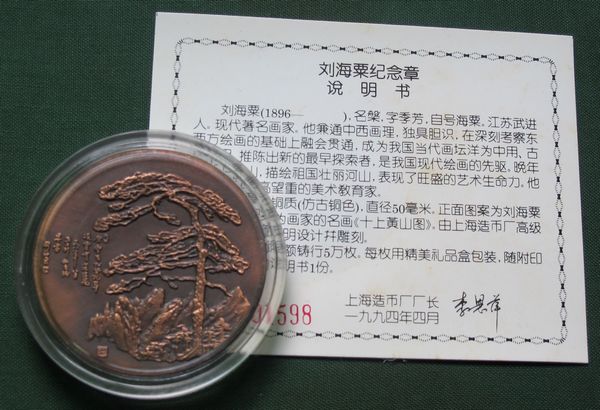 刘海粟纪念章
说明书
刘海粟(1896— ),名槃,字季芳,自号海粟,江苏武进
人。现代著名画家。他兼通中西画理,独具胆识,在深刻考察东
西方绘画的基础上融会贯通,成为我国当代画坛洋为中用,古
推陈出新的最早探索者,是我国现代绘画的先驱。晚年
山,描绘祖国壮丽河山,表现了旺盛的艺术生命力。他
高望重的美术教育家。
铜质(仿古铜色),直径50毫米。正面图案为刘海粟
为画家的名画《十上黄山图》。由上海造币厂高级
明设计幷雕刻。
铸行5万枚。每枚用精美礼品盒包装,随附印
明书1份。
598
上海造币厂厂长
一九九四年四月